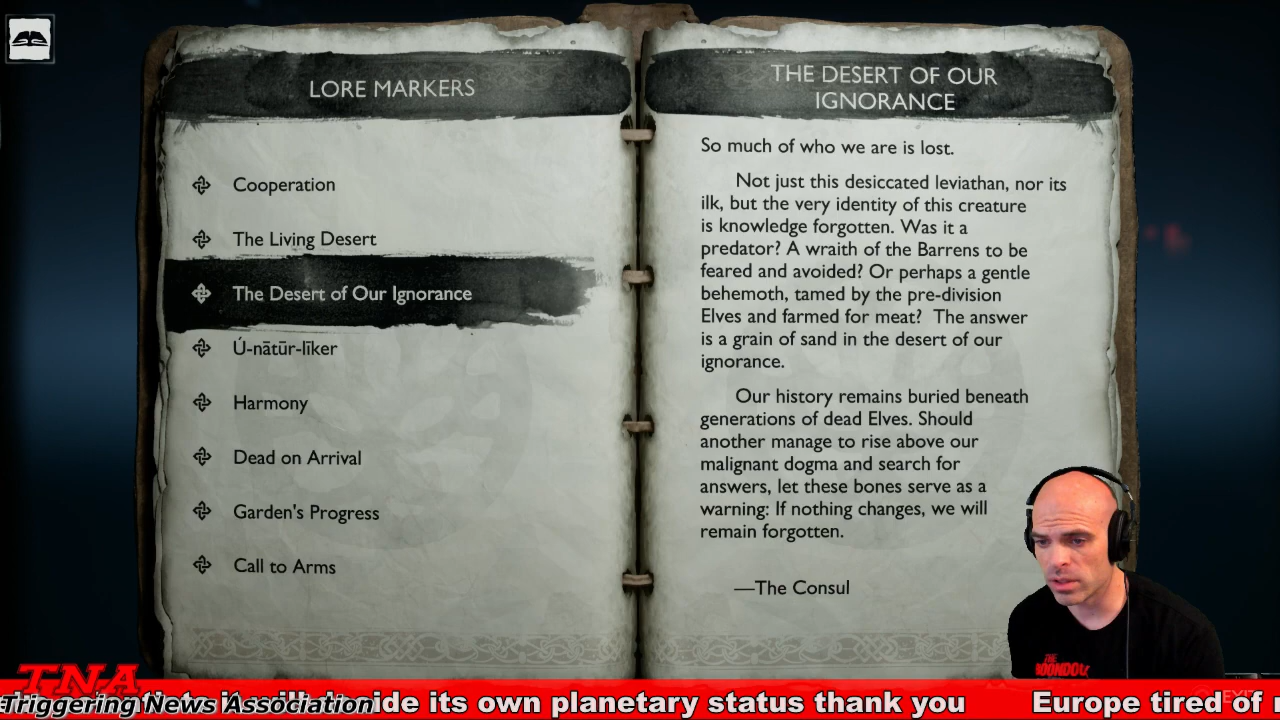 LORE MARKERS
Cooperation
The Living Desert
The Desert of Our Ignorance
Ú-nātūr-līker
Harmony
Dead on Arrival
Garden's Progress
Call to Arms
THE DESERT OF OUR
IGNORANCE
So much of who we are is lost.
Not just this desiccated leviathan, nor its
ilk, but the very identity of this creature
is knowledge forgotten. Was it a
predator? A wraith of the Barrens to be
feared and avoided? Or perhaps a gentle
behemoth, tamed by the pre-division
Elves and farmed for meat?  The answer
is a grain of sand in the desert of our
ignorance.
Our history remains buried beneath
generations of dead Elves. Should
another manage to rise above our
malignant dogma and search for
answers, let these bones serve as a
warning: If nothing changes, we will
remain forgotten.
—The Consul
THE
TNA
Triggering News Association
its own planetary status thank you Europe tired of